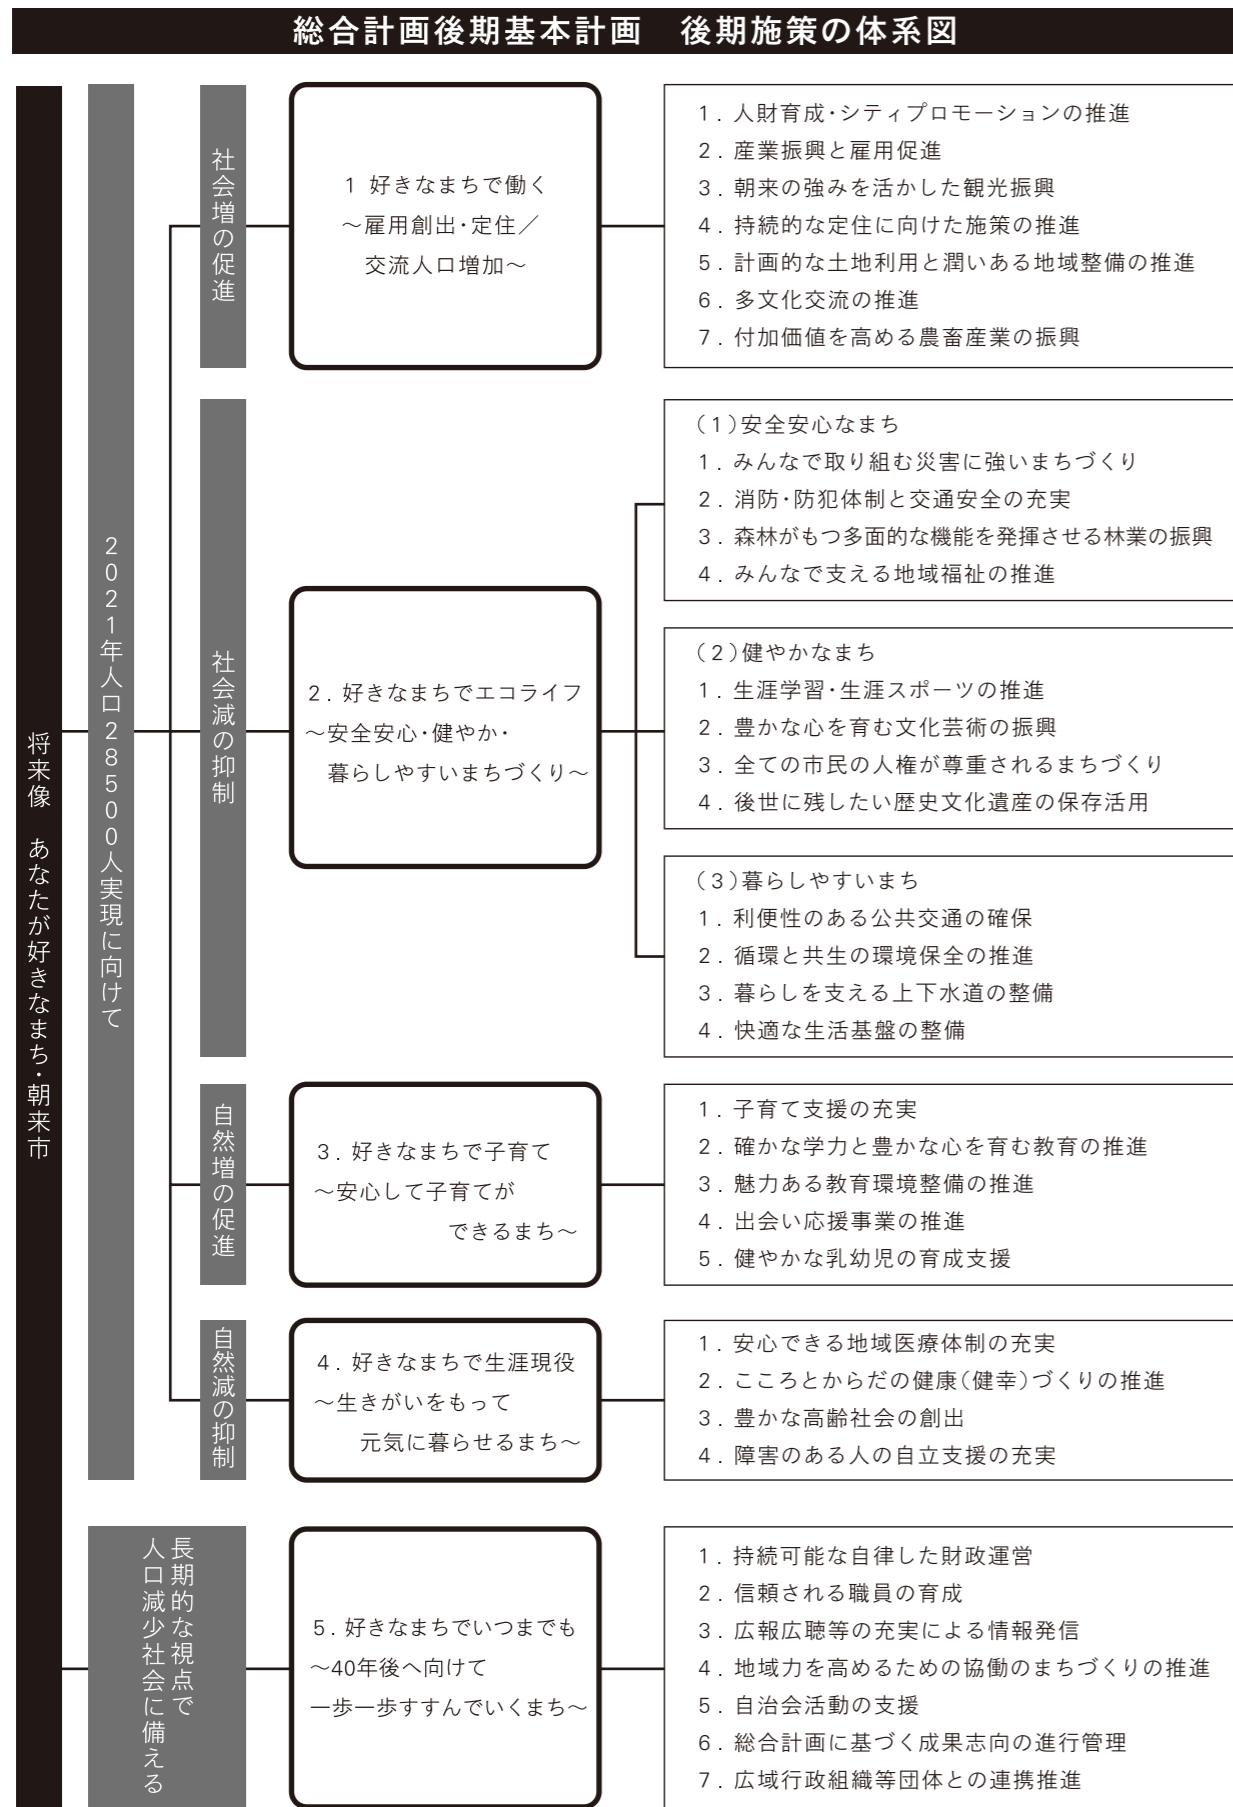 総合計画後期基本計画　後期施策の体系図
将来像　あなたが好きなまち・朝来市
2021年人口28500人実現に向けて
社会増の促進
1 好きなまちで働く
～雇用創出・定住／
交流人口増加～
1. 人財育成・シティプロモーションの推進
2. 産業振興と雇用促進
3. 朝来の強みを活かした観光振興
4. 持続的な定住に向けた施策の推進
5. 計画的な土地利用と潤いある地域整備の推進
6. 多文化交流の推進
7. 付加価値を高める農畜産業の振興
社会減の抑制
2. 好きなまちでエコライフ
～安全安心・健やか・
暮らしやすいまちづくり～
(1)安全安心なまち
1. みんなで取り組む災害に強いまちづくり
2. 消防・防犯体制と交通安全の充実
3. 森林がもつ多面的な機能を発揮させる林業の振興
4. みんなで支える地域福祉の推進
(2)健やかなまち
1. 生涯学習・生涯スポーツの推進
2. 豊かな心を育む文化芸術の振興
3. 全ての市民の人権が尊重されるまちづくり
4. 後世に残したい歴史文化遺産の保存活用
(3)暮らしやすいまち
1. 利便性のある公共交通の確保
2. 循環と共生の環境保全の推進
3. 暮らしを支える上下水道の整備
4. 快適な生活基盤の整備
自然増の促進
3. 好きなまちで子育て
～安心して子育てが
できるまち～
1. 子育て支援の充実
2. 確かな学力と豊かな心を育む教育の推進
3. 魅力ある教育環境整備の推進
4. 出会い応援事業の推進
5. 健やかな乳幼児の育成支援
自然減の抑制
4. 好きなまちで生涯現役
～生きがいをもって
元気に暮らせるまち～
1. 安心できる地域医療体制の充実
2. こころとからだの健康(健幸)づくりの推進
3. 豊かな高齢社会の創出
4. 障害のある人の自立支援の充実
長期的な視点で
人口減少社会に備える
5. 好きなまちでいつまでも
～40年後へ向けて
一歩一歩すすんでいくまち～
1. 持続可能な自律した財政運営
2. 信頼される職員の育成
3. 広報広聴等の充実による情報発信
4. 地域力を高めるための協働のまちづくりの推進
5. 自治会活動の支援
6. 総合計画に基づく成果志向の進行管理
7. 広域行政組織等団体との連携推進